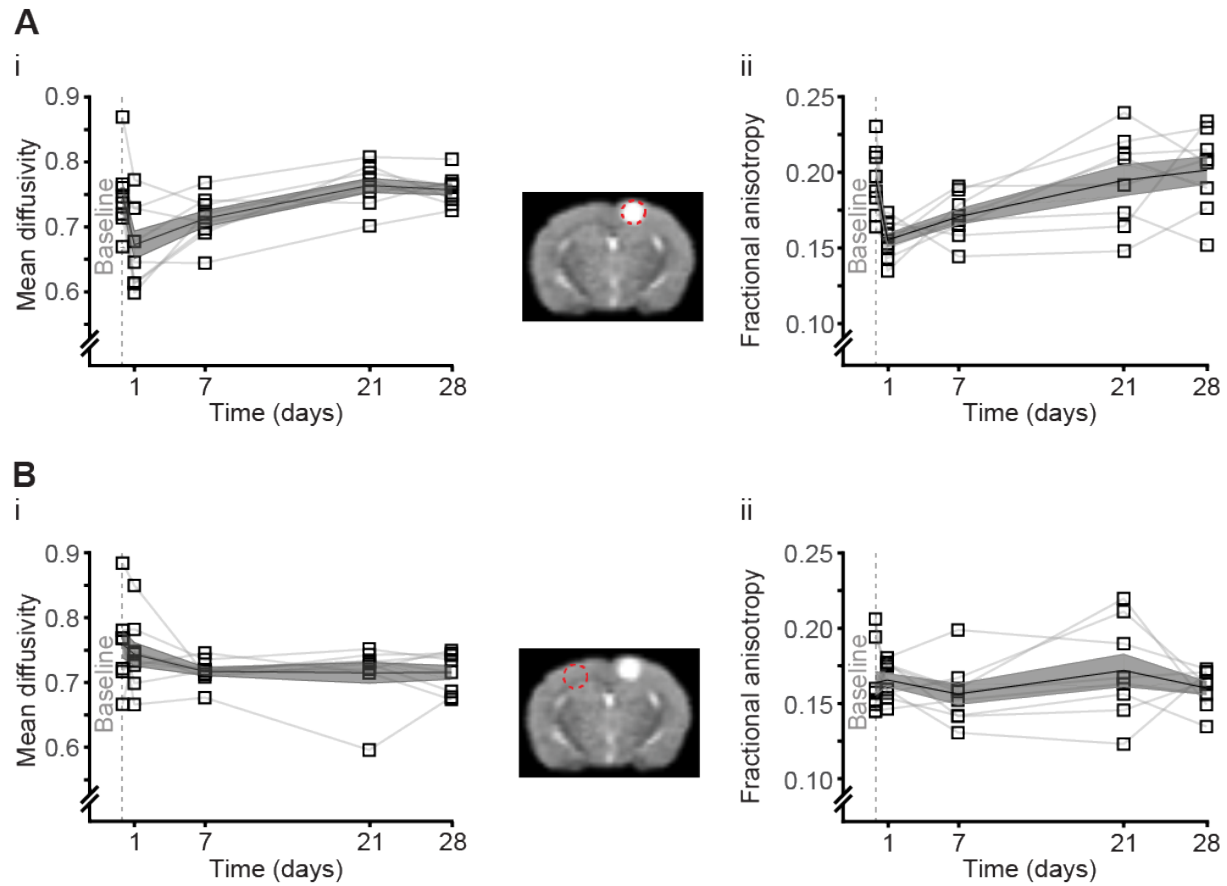 A
i
ii
0.9
0.8
0.7
0.6
Mean diffusivity
Baseline
1
7
21
28
Time (days)
0.25
0.20
0.15
0.10
Fractional anisotropy
Baseline
1
7
21
28
Time (days)
B
i
ii
0.9
0.8
0.7
0.6
Mean diffusivity
Baseline
1
7
21
28
Time (days)
0.25
0.20
0.15
0.10
Fractional anisotropy
Baseline
1
7
21
28
Time (days)